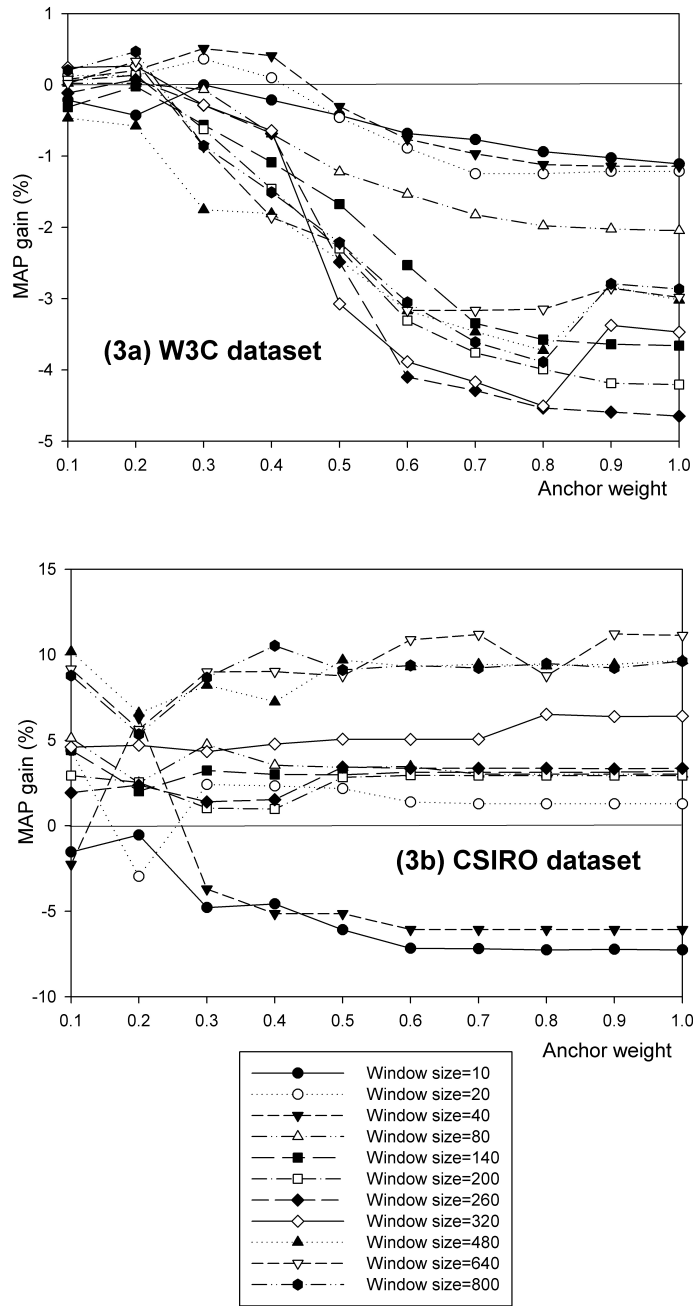 1
0
-1
-2
-3
-4
-5
MAP gain (%)
(3a) W3C dataset
0.1 0.2 0.3 0.4 0.5 0.6 0.7 0.8 0.9 1.0
Anchor weight
15
10
5
0
-5
-10
MAP gain (%)
(3b) CSIRO dataset
0.1 0.2 0.3 0.4 0.5 0.6 0.7 0.8 0.9 1.0
Anchor weight
Window size=10
Window size=20
Window size=40
Window size=80
Window size=140
Window size=200
Window size=260
Window size=320
Window size=480
Window size=640
Window size=800